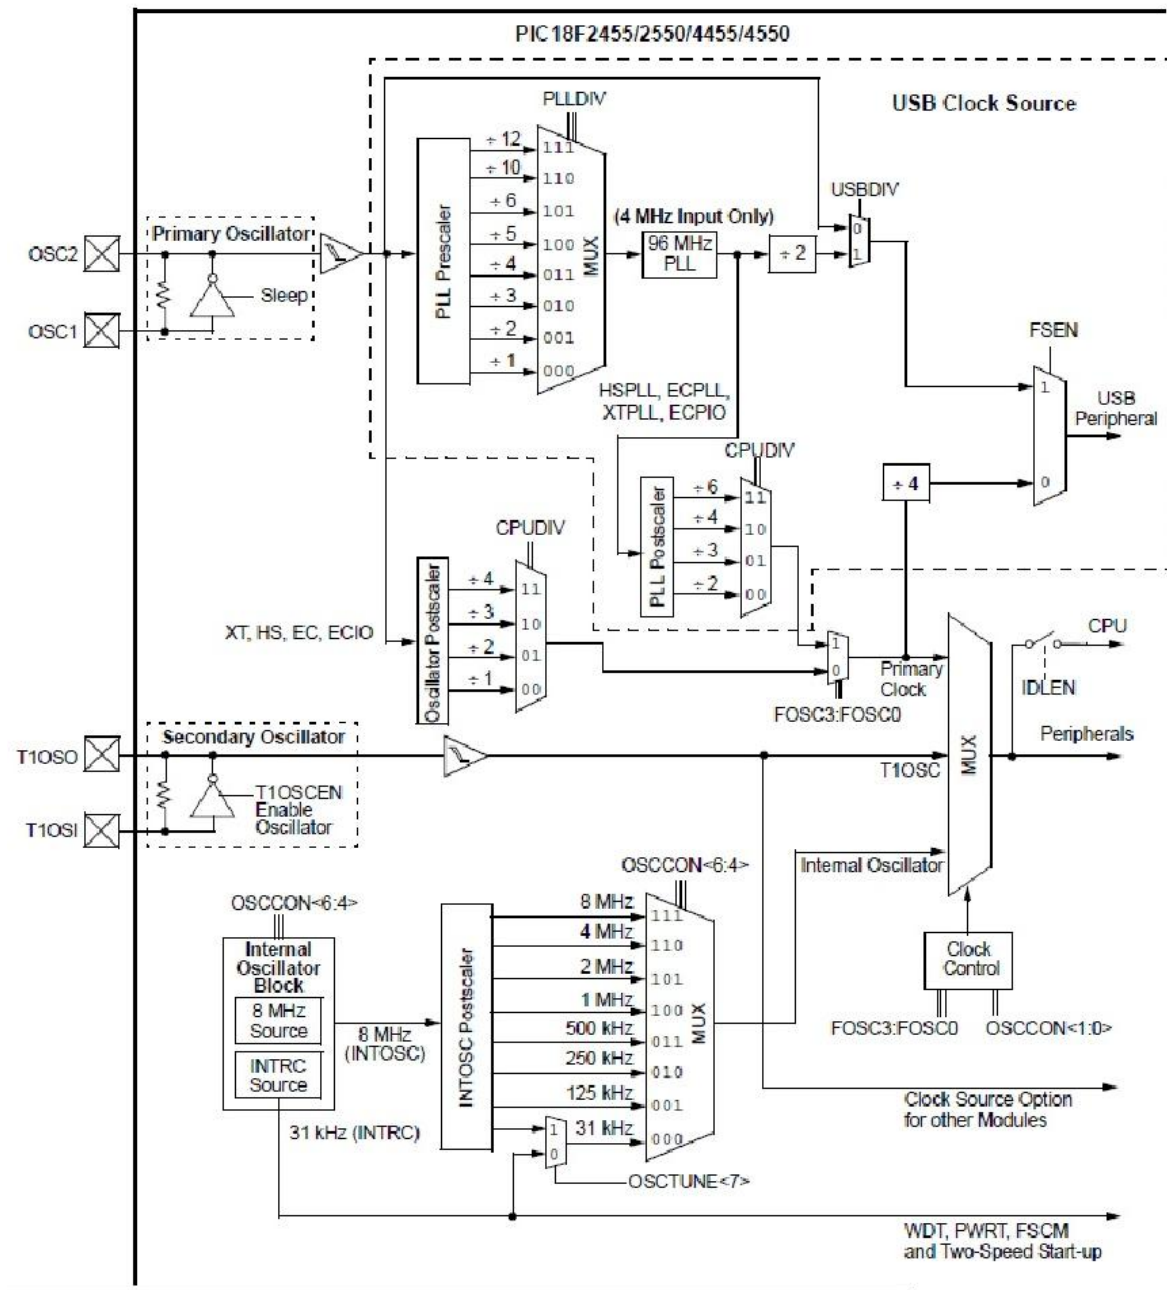 PIC18F2455/2550/4455/4550
USB Clock Source
PLLDIV
÷ 12
111
÷ 10
110
÷ 6
101
÷ 5
100
÷ 4
011
÷ 3
010
÷ 2
001
÷ 1
000
PLL Prescaler
MUX
(4 MHz Input Only)
96 MHz
PLL
÷ 2
USBDIV
0
1
OSC2
Primary Oscillator
Sleep
OSC1
FSEN
1
0
USB
Peripheral
÷ 4
HSPLL, ECPLL,
XTPLL, ECPIO
CPUDIV
PLL Postscaler
÷ 6
11
÷ 4
10
÷ 3
01
÷ 2
00
CPUDIV
XT, HS, EC, ECIO
Oscillator Postscaler
÷ 4
11
÷ 3
10
÷ 2
01
÷ 1
00
1
0
FOSC3:FOSC0
Primary
Clock
CPU
IDLEN
Peripherals
MUX
T1OSO
Secondary Oscillator
T1OSCEN
Enable
Oscillator
T1OSI
T1OSC
Internal Oscillator
Clock
Control
FOSC3:FOSC0
OSCCON<1:0>
OSCCON<6:4>
Internal
Oscillator
Block
8 MHz
Source
INTRC
Source
8 MHz
(INTOSC)
31 kHz (INTRC)
INTOSC Postscaler
OSCCON<6:4>
8 MHz
111
4 MHz
110
2 MHz
101
1 MHz
100
500 kHz
011
250 kHz
010
125 kHz
001
1
0
31 kHz
000
MUX
OSCTUNE<7>
Clock Source Option
for other Modules
WDT, PWRT, FSCM
and Two-Speed Start-up